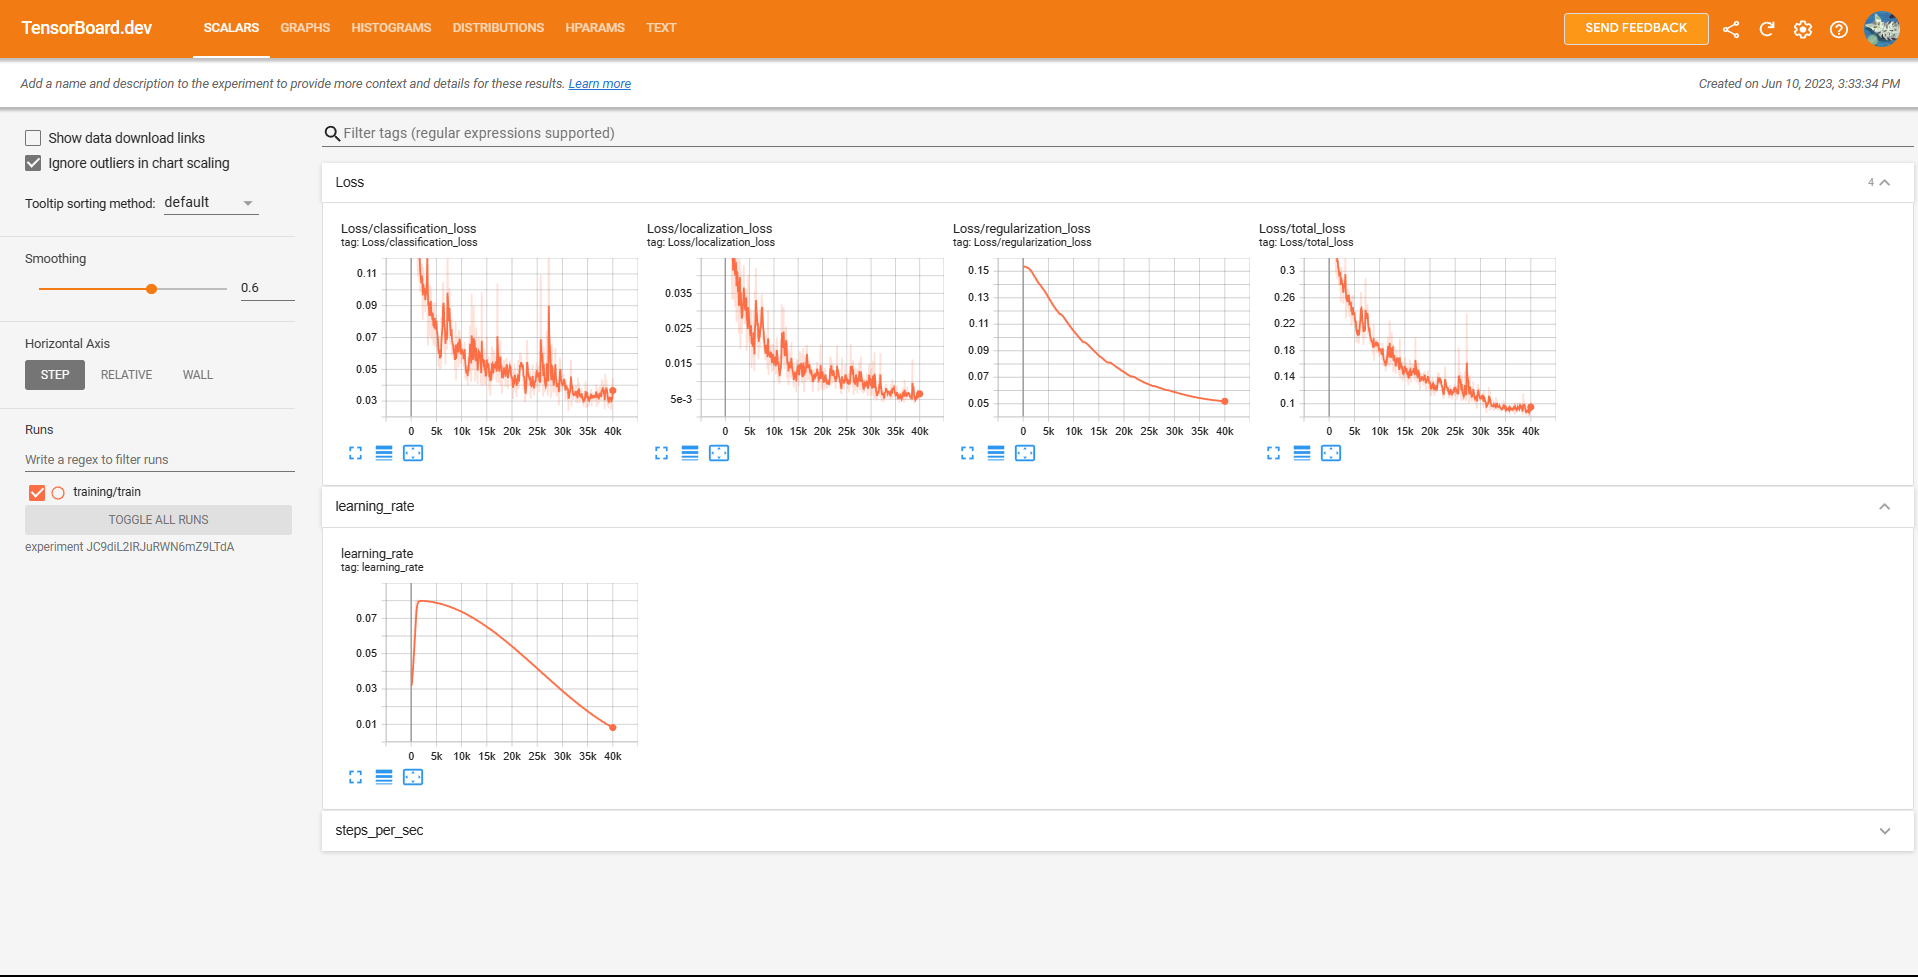 TensorBoard.dev SCALARS GRAPHS HISTOGRAMS DISTRIBUTIONS HPARAMS TEXT SEND FEEDBACK
Add a name and description to the experiment to provide more context and details for these results. Learn more Created on Jun 10, 2023, 3:33:34 PM
Show data download links
Ignore outliers in chart scaling
Tooltip sorting method: default
Smoothing
0.6
Horizontal Axis
STEP RELATIVE WALL
Runs
Write a regex to filter runs
training/train
TOGGLE ALL RUNS
experiment JC9diL2IRJuRWN6mZ9LTdA
Filter tags (regular expressions supported)
Loss 4
Loss/classification_loss
tag: Loss/classification_loss
0.11
0.09
0.07
0.05
0.03
0 5k 10k 15k 20k 25k 30k 35k 40k
Loss/localization_loss
tag: Loss/localization_loss
0.035
0.025
0.015
5e-3
0 5k 10k 15k 20k 25k 30k 35k 40k
Loss/regularization_loss
tag: Loss/regularization_loss
0.15
0.13
0.11
0.09
0.07
0.05
0 5k 10k 15k 20k 25k 30k 35k 40k
Loss/total_loss
tag: Loss/total_loss
0.3
0.26
0.22
0.18
0.14
0.1
0 5k 10k 15k 20k 25k 30k 35k 40k
learning_rate
learning_rate
tag: learning_rate
0.07
0.05
0.03
0.01
0 5k 10k 15k 20k 25k 30k 35k 40k
steps_per_sec